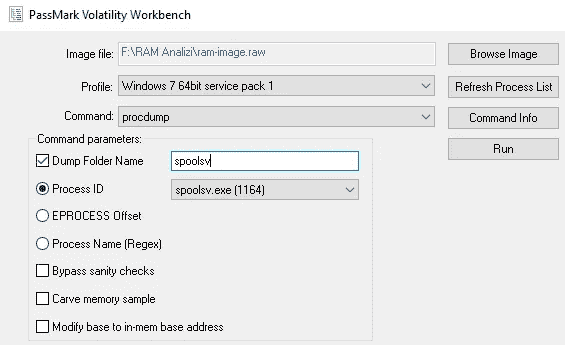 PassMark Volatility Workbench
Image file: F:\RAM Analizi\ram-image.raw Browse Image
Profile: Windows 7 64bit service pack 1 Refresh Process List
Command: procdump Command Info
Command parameters: Run
Dump Folder Name spoolsv
Process ID spoolsv.exe (1164)
EPROCESS Offset
Process Name (Regex)
Bypass sanity checks
Carve memory sample
Modify base to in-mem base address